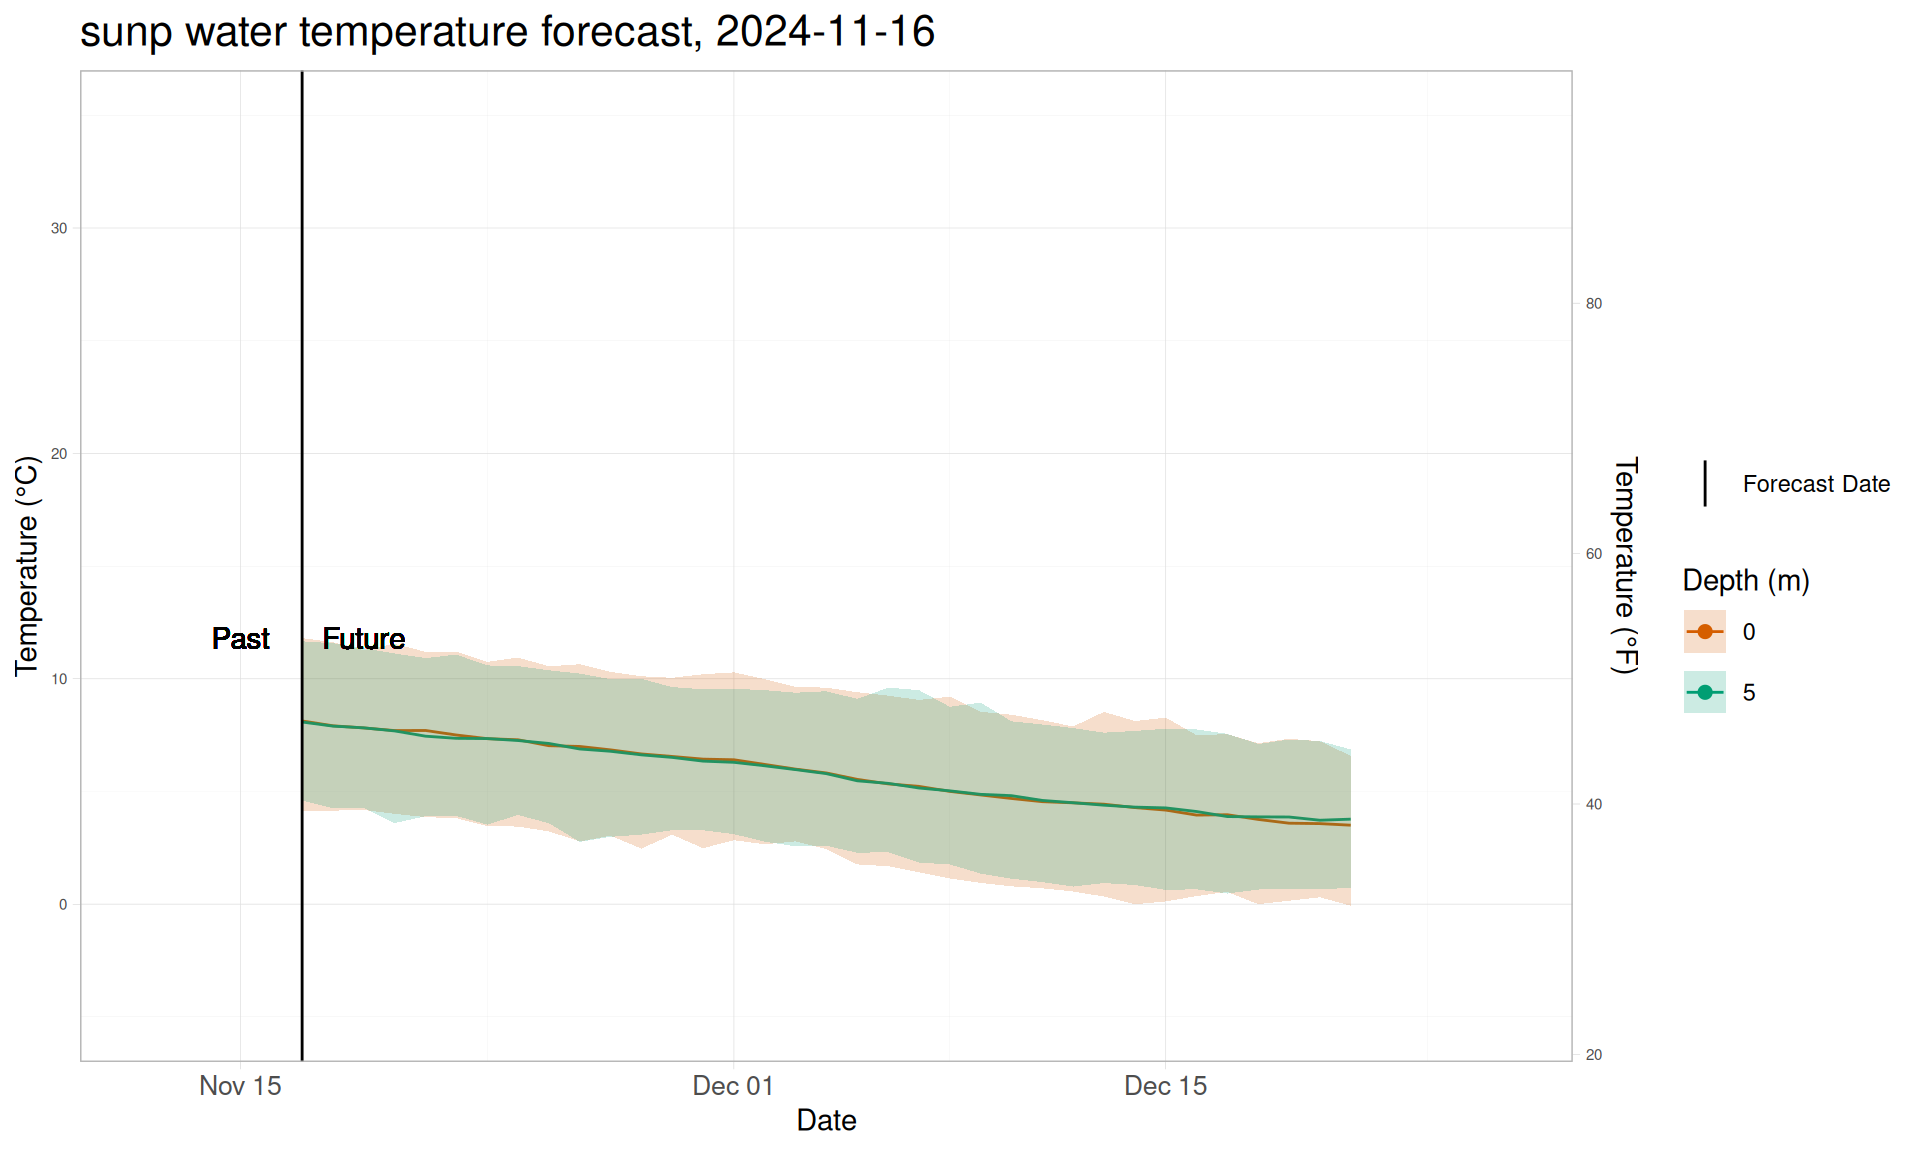 sunp water temperature forecast, 2024-11-16
Temperature (°C)
30
20
10
0
Past
Future
80
60
40
20
Temperature (°F)
Nov 15
Dec 01
Dec 15
Date
Forecast Date
Depth (m)
0
5